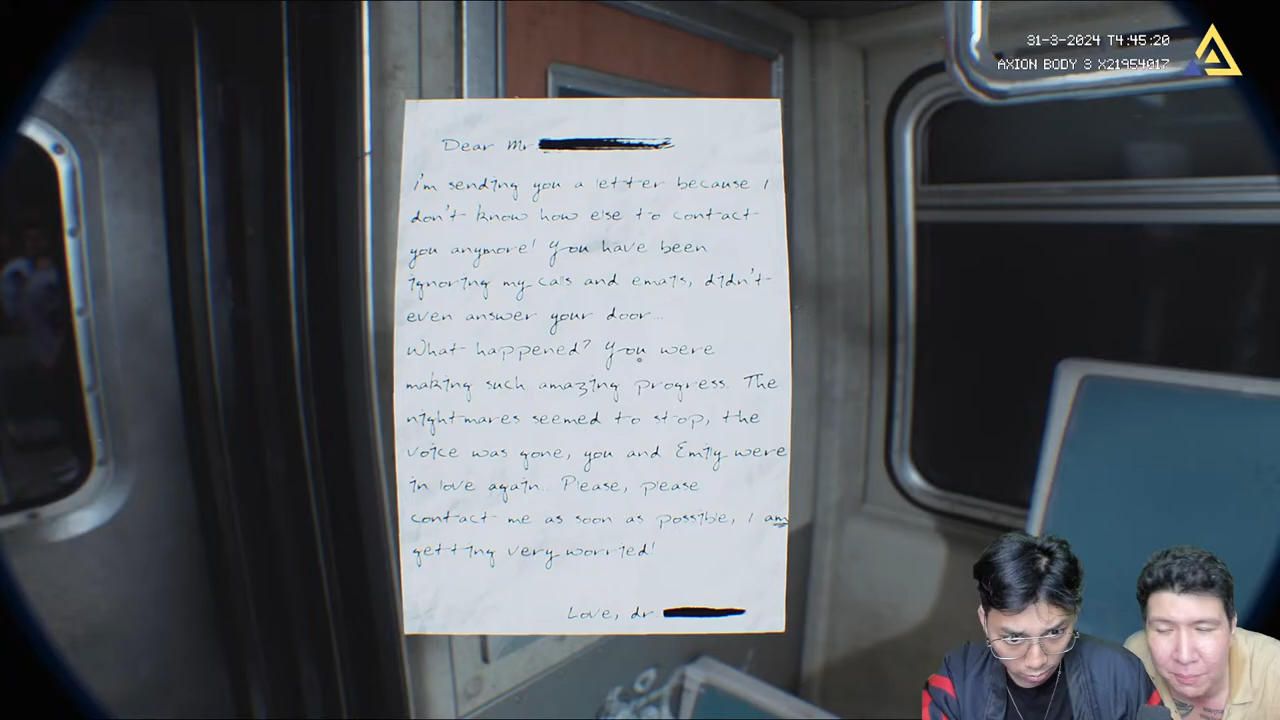 31-3-2024 T4:45:20
AXION BODY 3 X21954017
Dear Mr
i'm sending you a letter because I
don't know how else to contact
you anymore! You have been
ignoring my calls and emails, didn't
even answer your door...
What happened? You were
making such amazing progress. The
nightmares seemed to stop, the
voice was gone, you and Emily were
in love again.. Please, please
contact me as soon as possible, I am
getting very worried!
Love, dr.